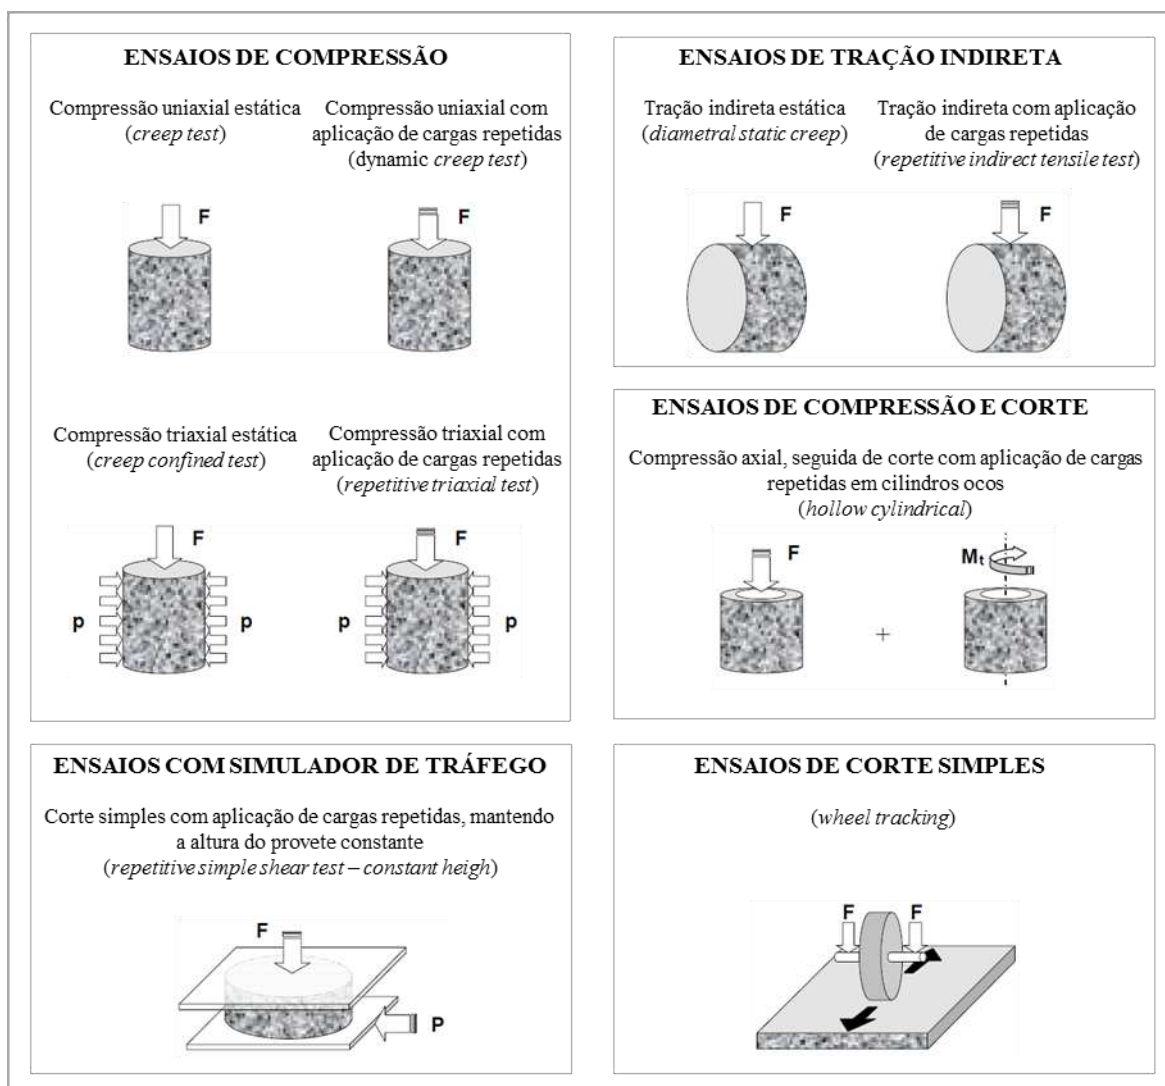 ENSAIOS DE COMPRESSÃO
Compressão uniaxial estática
(creep test)
Compressão uniaxial com
aplicação de cargas repetidas
(dynamic creep test)
F
F
Compressão triaxial estática
(creep confined test)
Compressão triaxial com
aplicação de cargas repetidas
(repetitive triaxial test)
F
p
p
F
p
p
ENSAIOS DE TRAÇÃO INDIRETA
Tração indireta estática
(diametral static creep)
Tração indireta com aplicação
de cargas repetidas
(repetitive indirect tensile test)
F
F
ENSAIOS DE COMPRESSÃO E CORTE
Compressão axial, seguida de corte com aplicação de cargas
repetidas em cilindros ocos
(hollow cylindrical)
F
+
Mt
ENSAIOS COM SIMULADOR DE TRÁFEGO
Corte simples com aplicação de cargas repetidas, mantendo
a altura do provete constante
(repetitive simple shear test – constant heigh)
F
P
ENSAIOS DE CORTE SIMPLES
(wheel tracking)
F
F